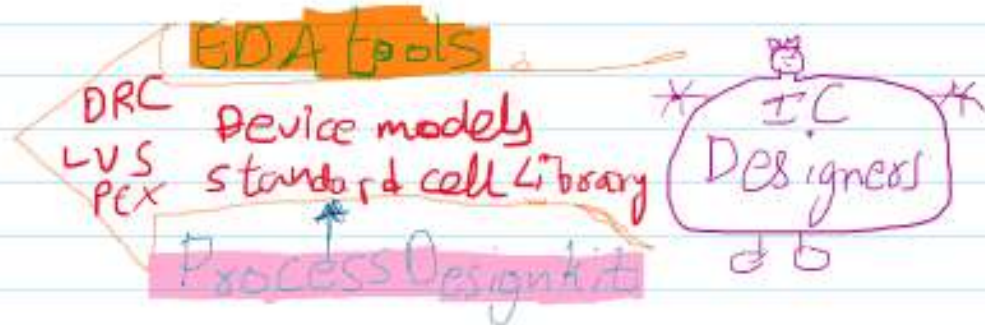 EDA tools
DRC
LVS
PEX
Device models
standard cell Library
Process Design kit
IC
Designers